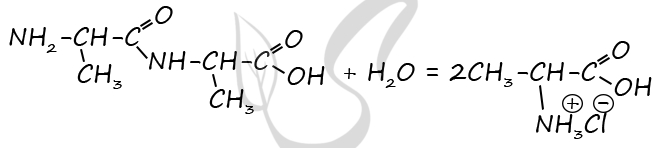 NH₂-CH-C=O
CH₃ NH-CH-C=O
OH + H₂O = 2CH₃-CH-C=O
CH₃ OH
NH₃Cl
+ −